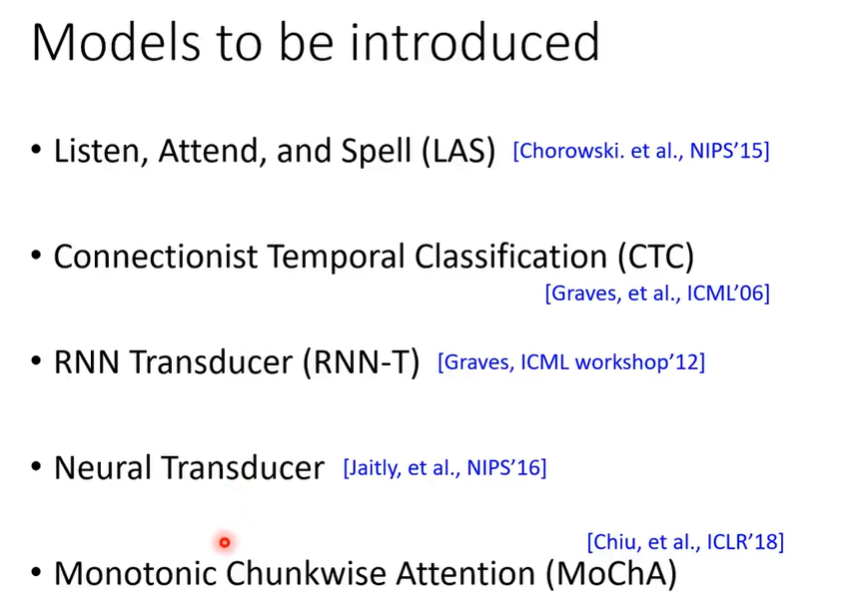 Models to be introduced
• Listen, Attend, and Spell (LAS) [Chorowski. et al., NIPS’15]
• Connectionist Temporal Classification (CTC)
[Graves, et al., ICML’06]
• RNN Transducer (RNN-T) [Graves, ICML workshop’12]
• Neural Transducer [Jaitly, et al., NIPS’16]
[Chiu, et al., ICLR’18]
• Monotonic Chunkwise Attention (MoChA)